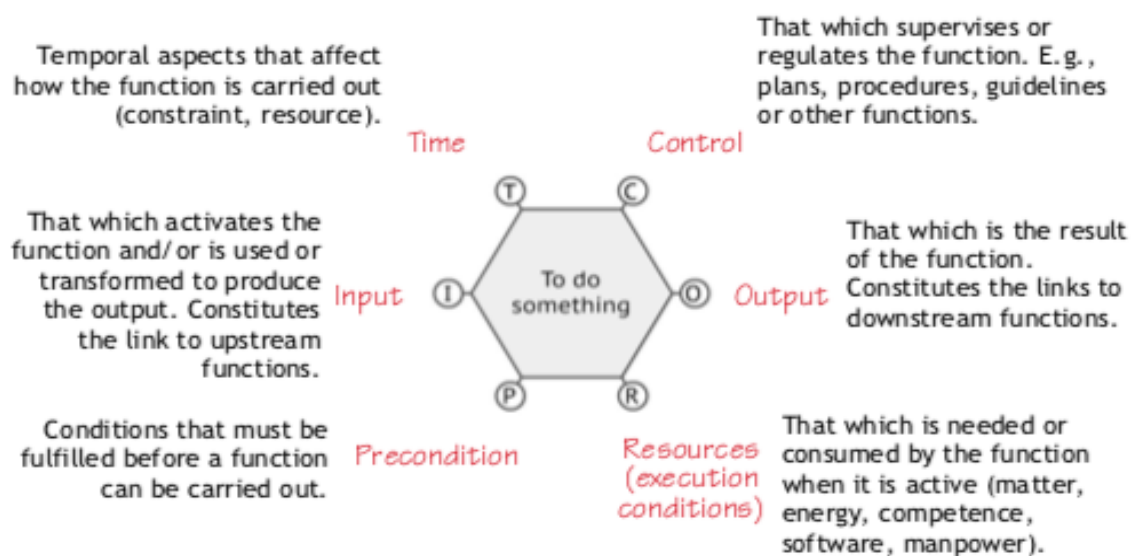 Temporal aspects that affect
how the function is carried out
(constraint, resource).
Time
That which supervises or
regulates the function. E.g.,
plans, procedures, guidelines
or other functions.
Control
T
C
That which activates the
function and/or is used or
transformed to produce
the output. Constitutes
the link to upstream
functions.
Input
I
To do
something
O
Output
That which is the result
of the function.
Constitutes the links to
downstream functions.
P
R
Conditions that must be
fulfilled before a function
can be carried out.
Precondition
Resources
(execution
conditions)
That which is needed or
consumed by the function
when it is active (matter,
energy, competence,
software, manpower).